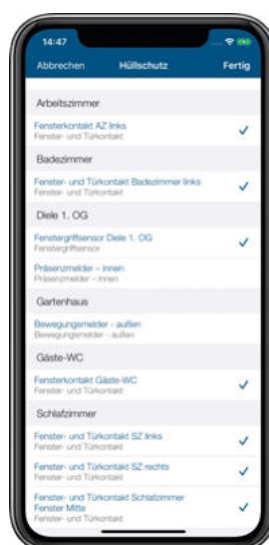 14:47
Abbrechen Hüllschutz Fertig
Arbeitszimmer
Fensterkontakt AZ links
Fenster- und Türkontakt
Badezimmer
Fenster- und Türkontakt Badezimmer links
Fenster- und Türkontakt
Diele 1. OG
Fenstergriffsensor Diele 1. OG
Fenstergriffsensor
Präsenzmelder – innen
Präsenzmelder – innen
Gartenhaus
Bewegungsmelder - außen
Bewegungsmelder - außen
Gäste-WC
Fensterkontakt Gäste-WC
Fenster- und Türkontakt
Schlafzimmer
Fenster- und Türkontakt SZ links
Fenster- und Türkontakt
Fenster- und Türkontakt SZ rechts
Fenster- und Türkontakt
Fenster- und Türkontakt Schlafzimmer
Fenster Mitte
Fenster- und Türkontakt